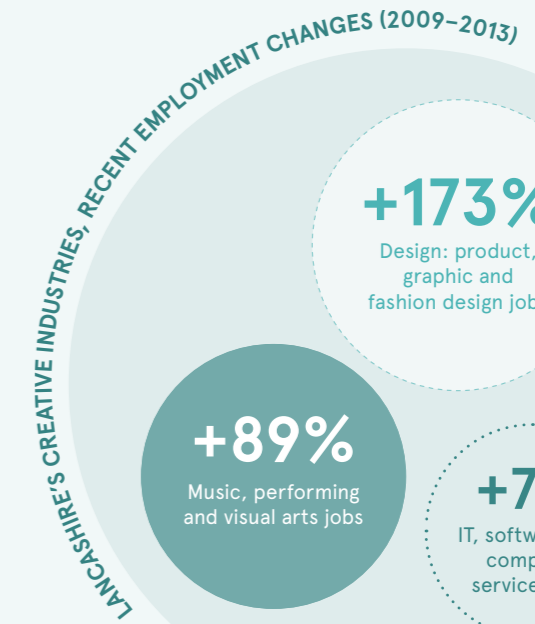 LANCASHIRE'S CREATIVE INDUSTRIES, RECENT EMPLOYMENT CHANGES (2009–2013)
+173%
Design: product,
graphic and
fashion design
+89%
Music, performing
and visual arts jobs
IT,